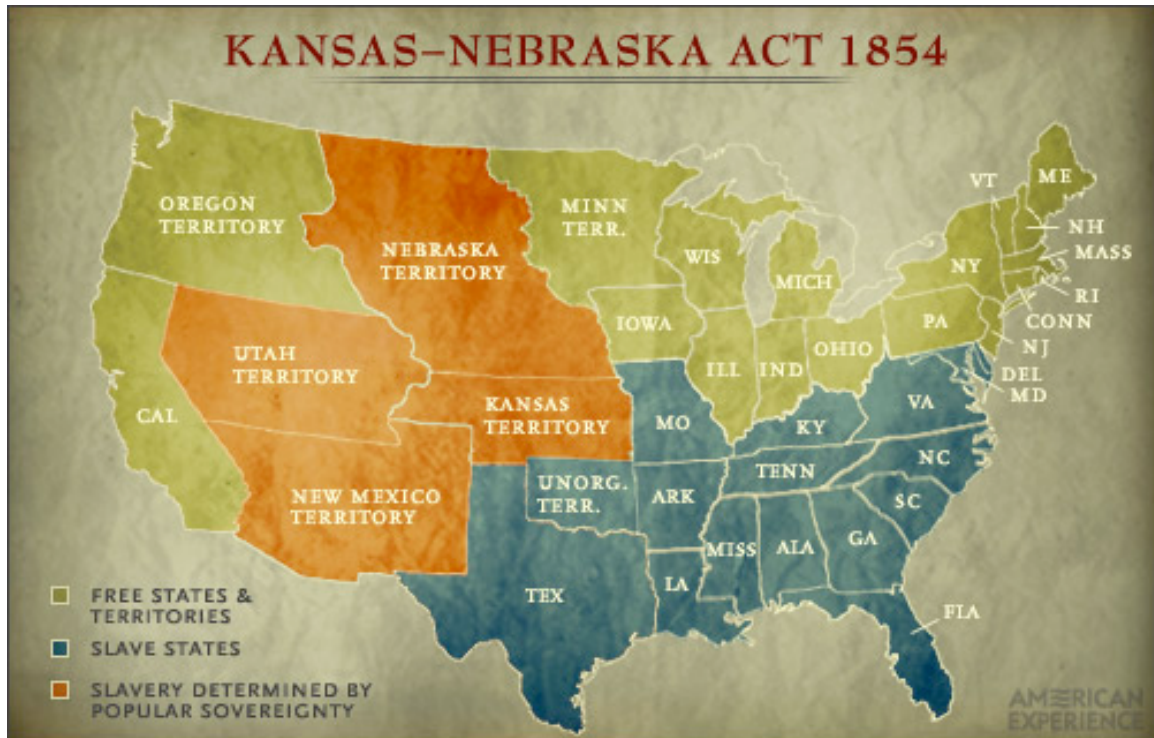 KANSAS–NEBRASKA ACT 1854
OREGON
TERRITORY
NEBRASKA
TERRITORY
MINN
TERR.
WIS
MICH
VT
ME
NH
MASS
NY
RI
CONN
PA
NJ
IOWA
OHIO
ILL
IND
DEL
MD
UTAH
TERRITORY
CAL
KANSAS
TERRITORY
MO
KY
VA
NEW MEXICO
TERRITORY
UNORG.
TERR.
ARK
TENN
NC
SC
MISS
ALA
GA
LA
TEX
FLA
FREE STATES &
TERRITORIES
SLAVE STATES
SLAVERY DETERMINED BY
POPULAR SOVEREIGNTY
AMERICAN
EXPERIENCE